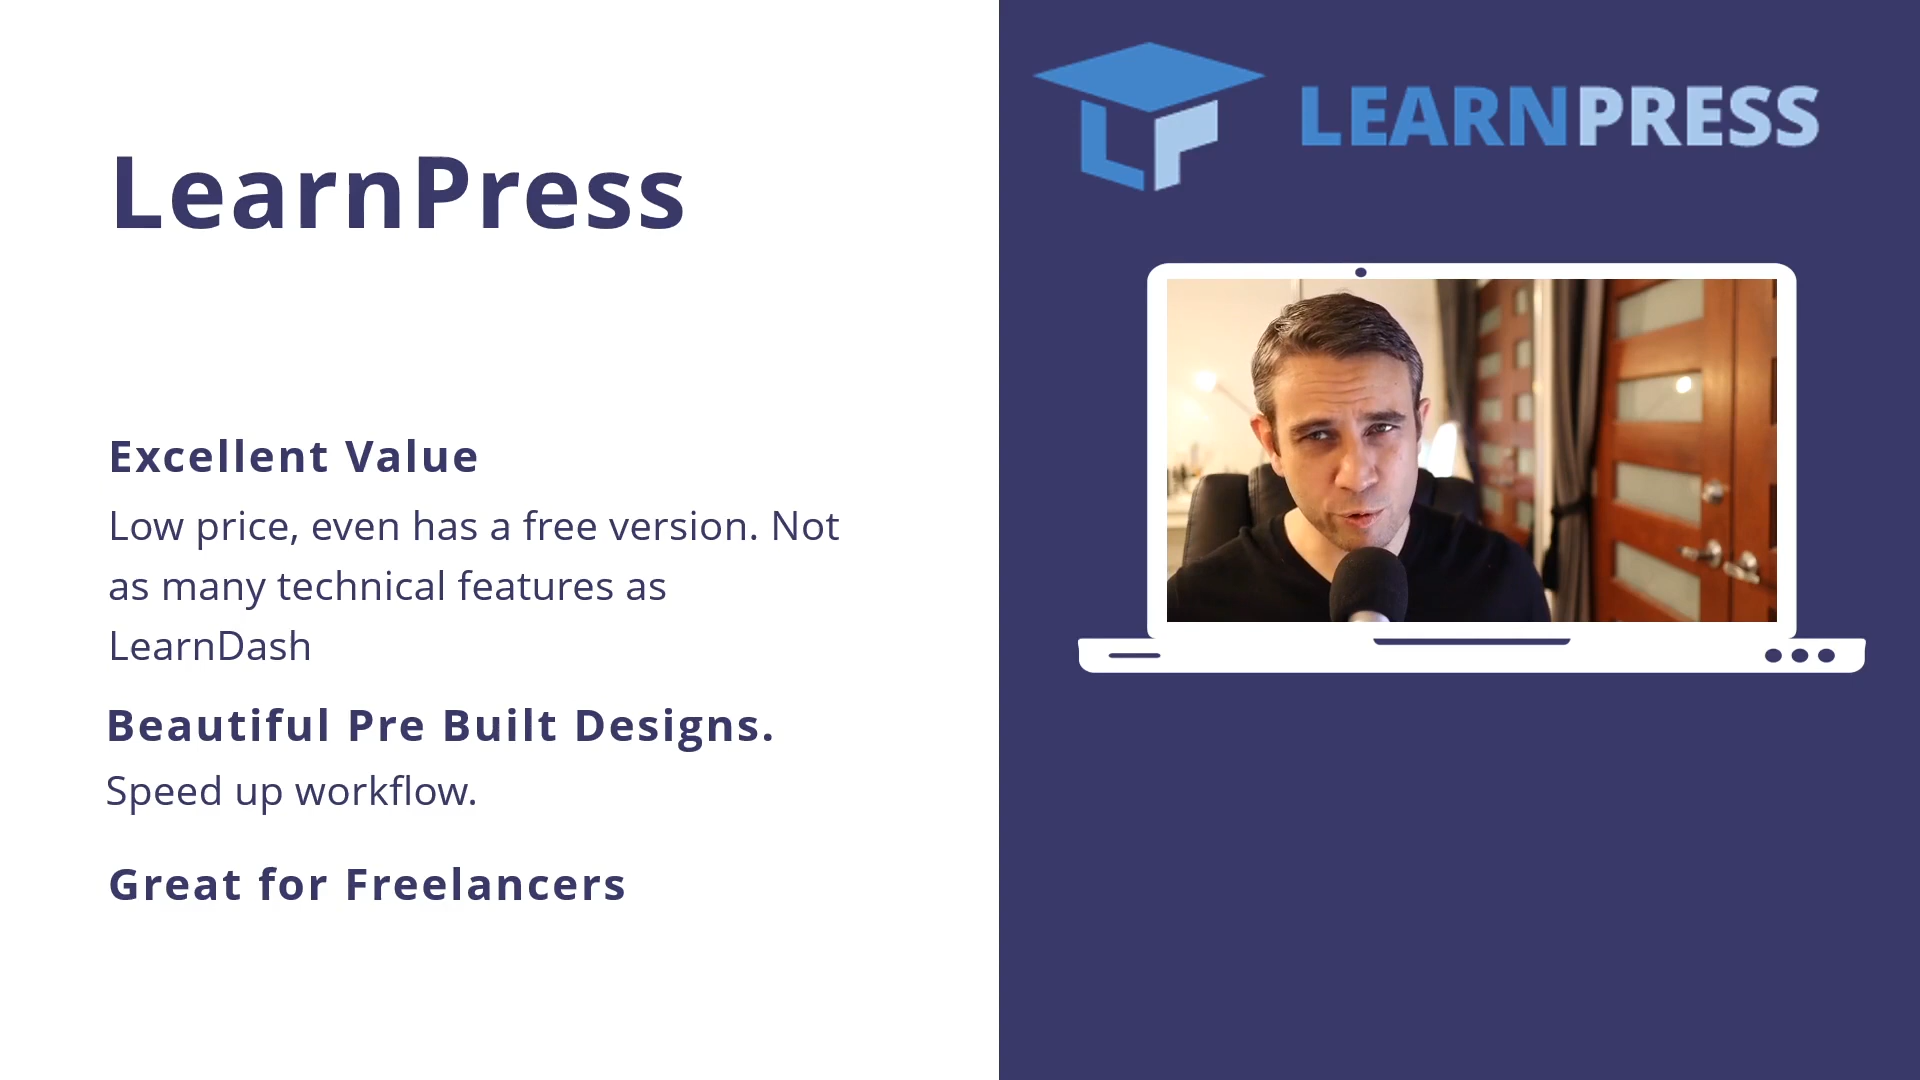 LearnPress
Excellent Value
Low price, even has a free version. Not
as many technical features as
LearnDash
Beautiful Pre Built Designs.
Speed up workflow.
Great for Freelancers
LEARNPRESS